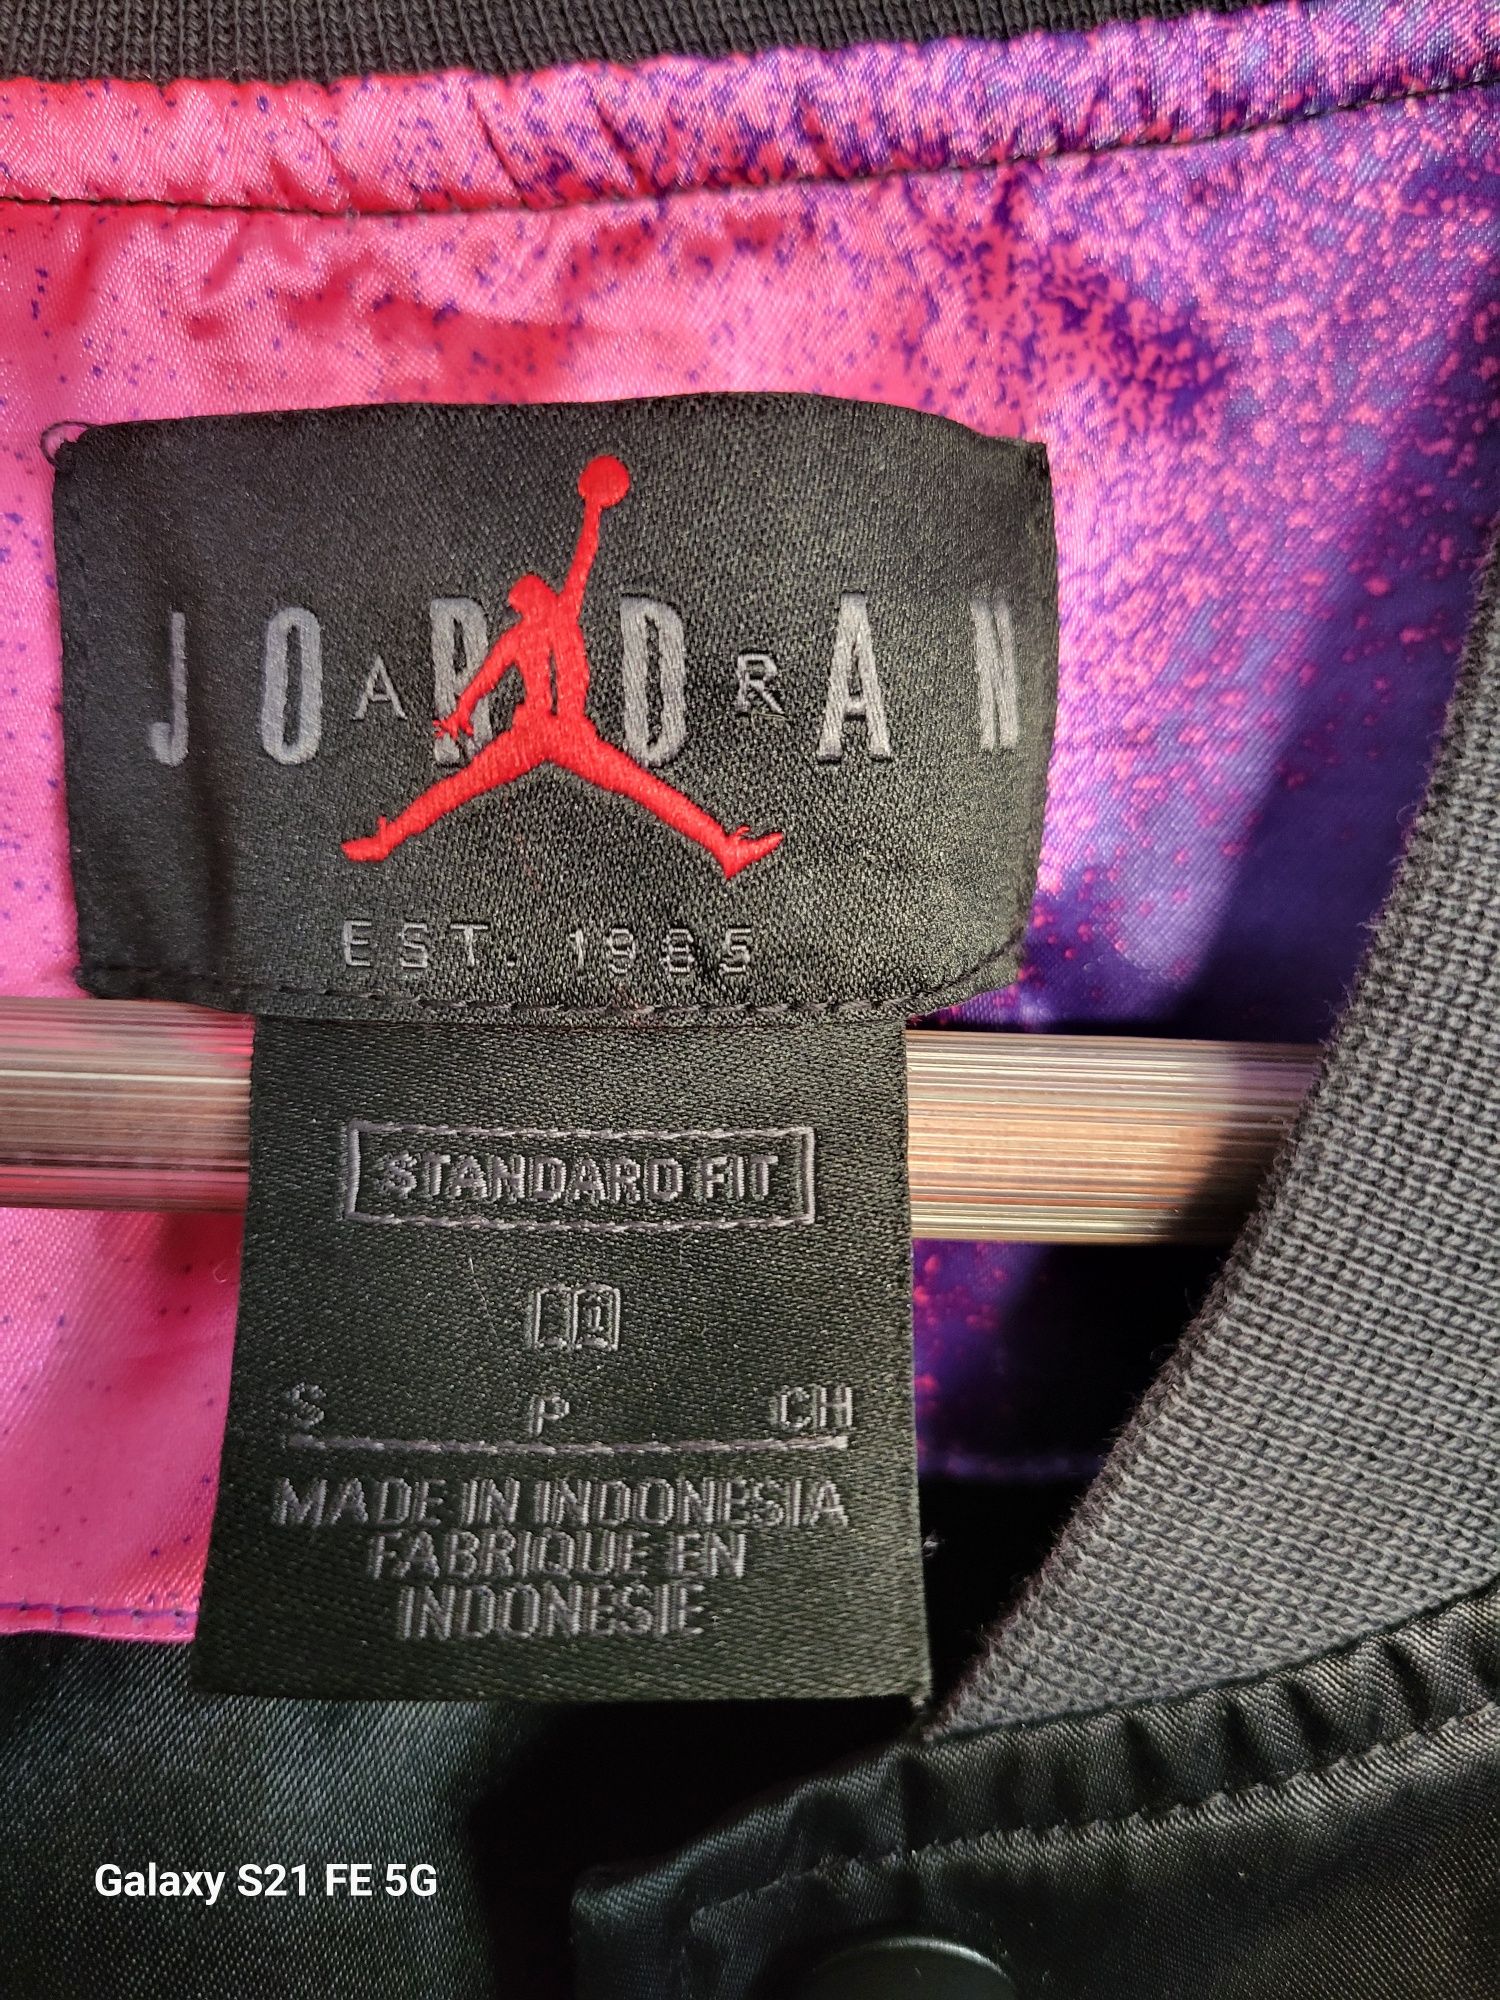 JORDAN
AIR
EST. 1985
STANDARD FIT
S P CH
MADE IN INDONESIA
FABRIQUE EN
INDONESIE
Galaxy S21 FE 5G